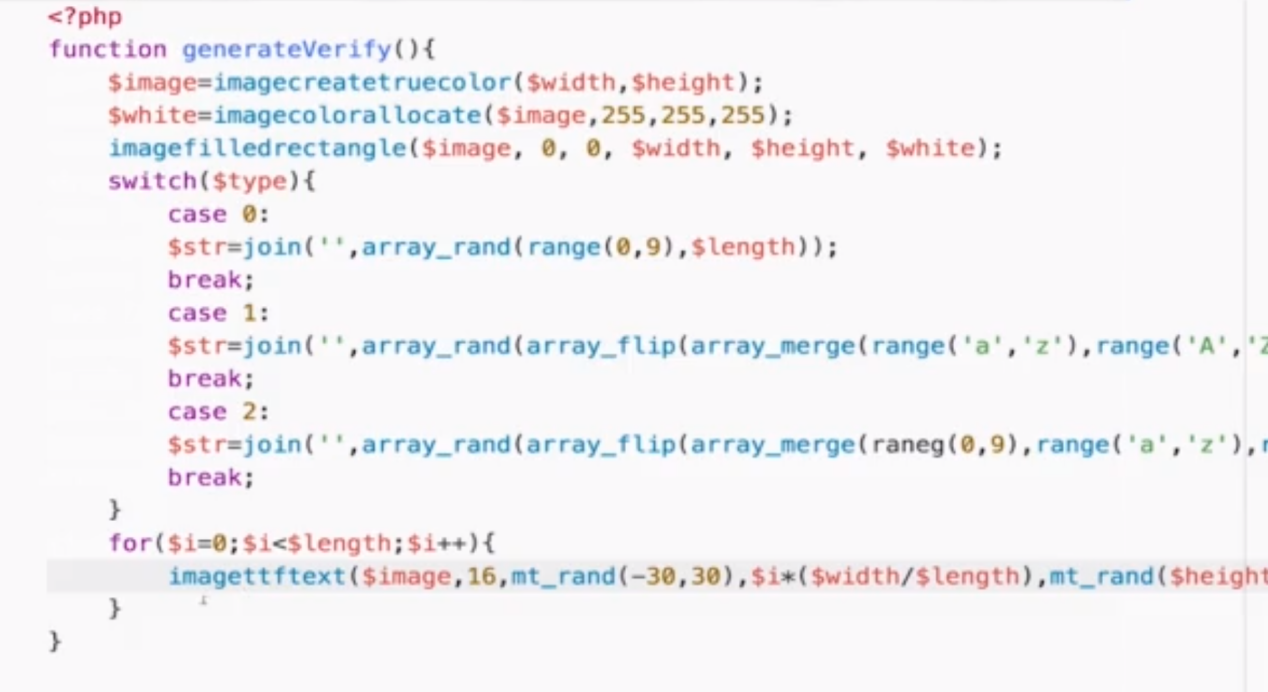 <?php
function generateVerify(){
    $image=imagecreatetruecolor($width,$height);
    $white=imagecolorallocate($image,255,255,255);
    imagefilledrectangle($image, 0, 0, $width, $height, $white);
    switch($type){
        case 0:
        $str=join('',array_rand(range(0,9),$length));
        break;
        case 1:
        $str=join('',array_rand(array_flip(array_merge(range('a','z'),range('A','Z
        break;
        case 2:
        $str=join('',array_rand(array_flip(array_merge(raneg(0,9),range('a','z'),r
        break;
    }
    for($i=0;$i<$length;$i++){
        imagettftext($image,16,mt_rand(-30,30),$i*($width/$length),mt_rand($height
    }
}